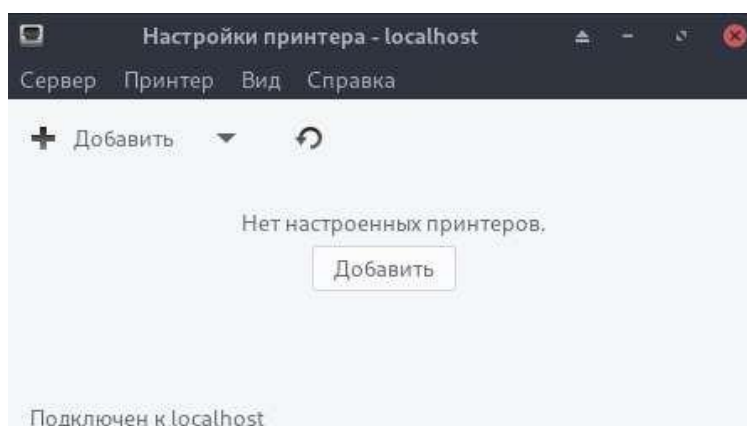 Настройки принтера - localhost
Сервер Принтер Вид Справка
Добавить
Нет настроенных принтеров.
Добавить
Подключен к localhost